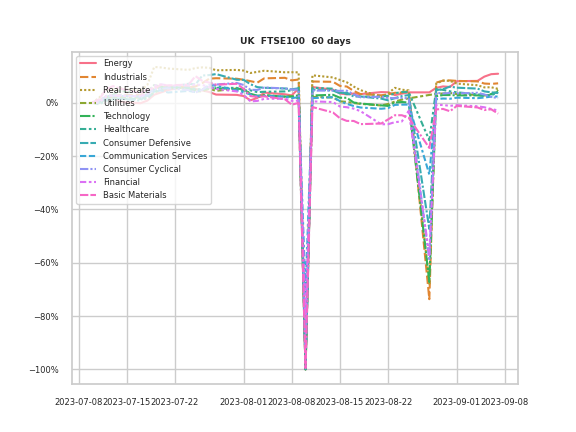 UK FTSE100 60 days
Energy
Industrials
Real Estate
Utilities
Technology
Healthcare
Consumer Defensive
Communication Services
Consumer Cyclical
Financial
Basic Materials
0%
−20%
−40%
−60%
−80%
−100%
2023-07-08 2023-07-15 2023-07-22 2023-08-01 2023-08-08 2023-08-15 2023-08-22 2023-09-01 2023-09-08